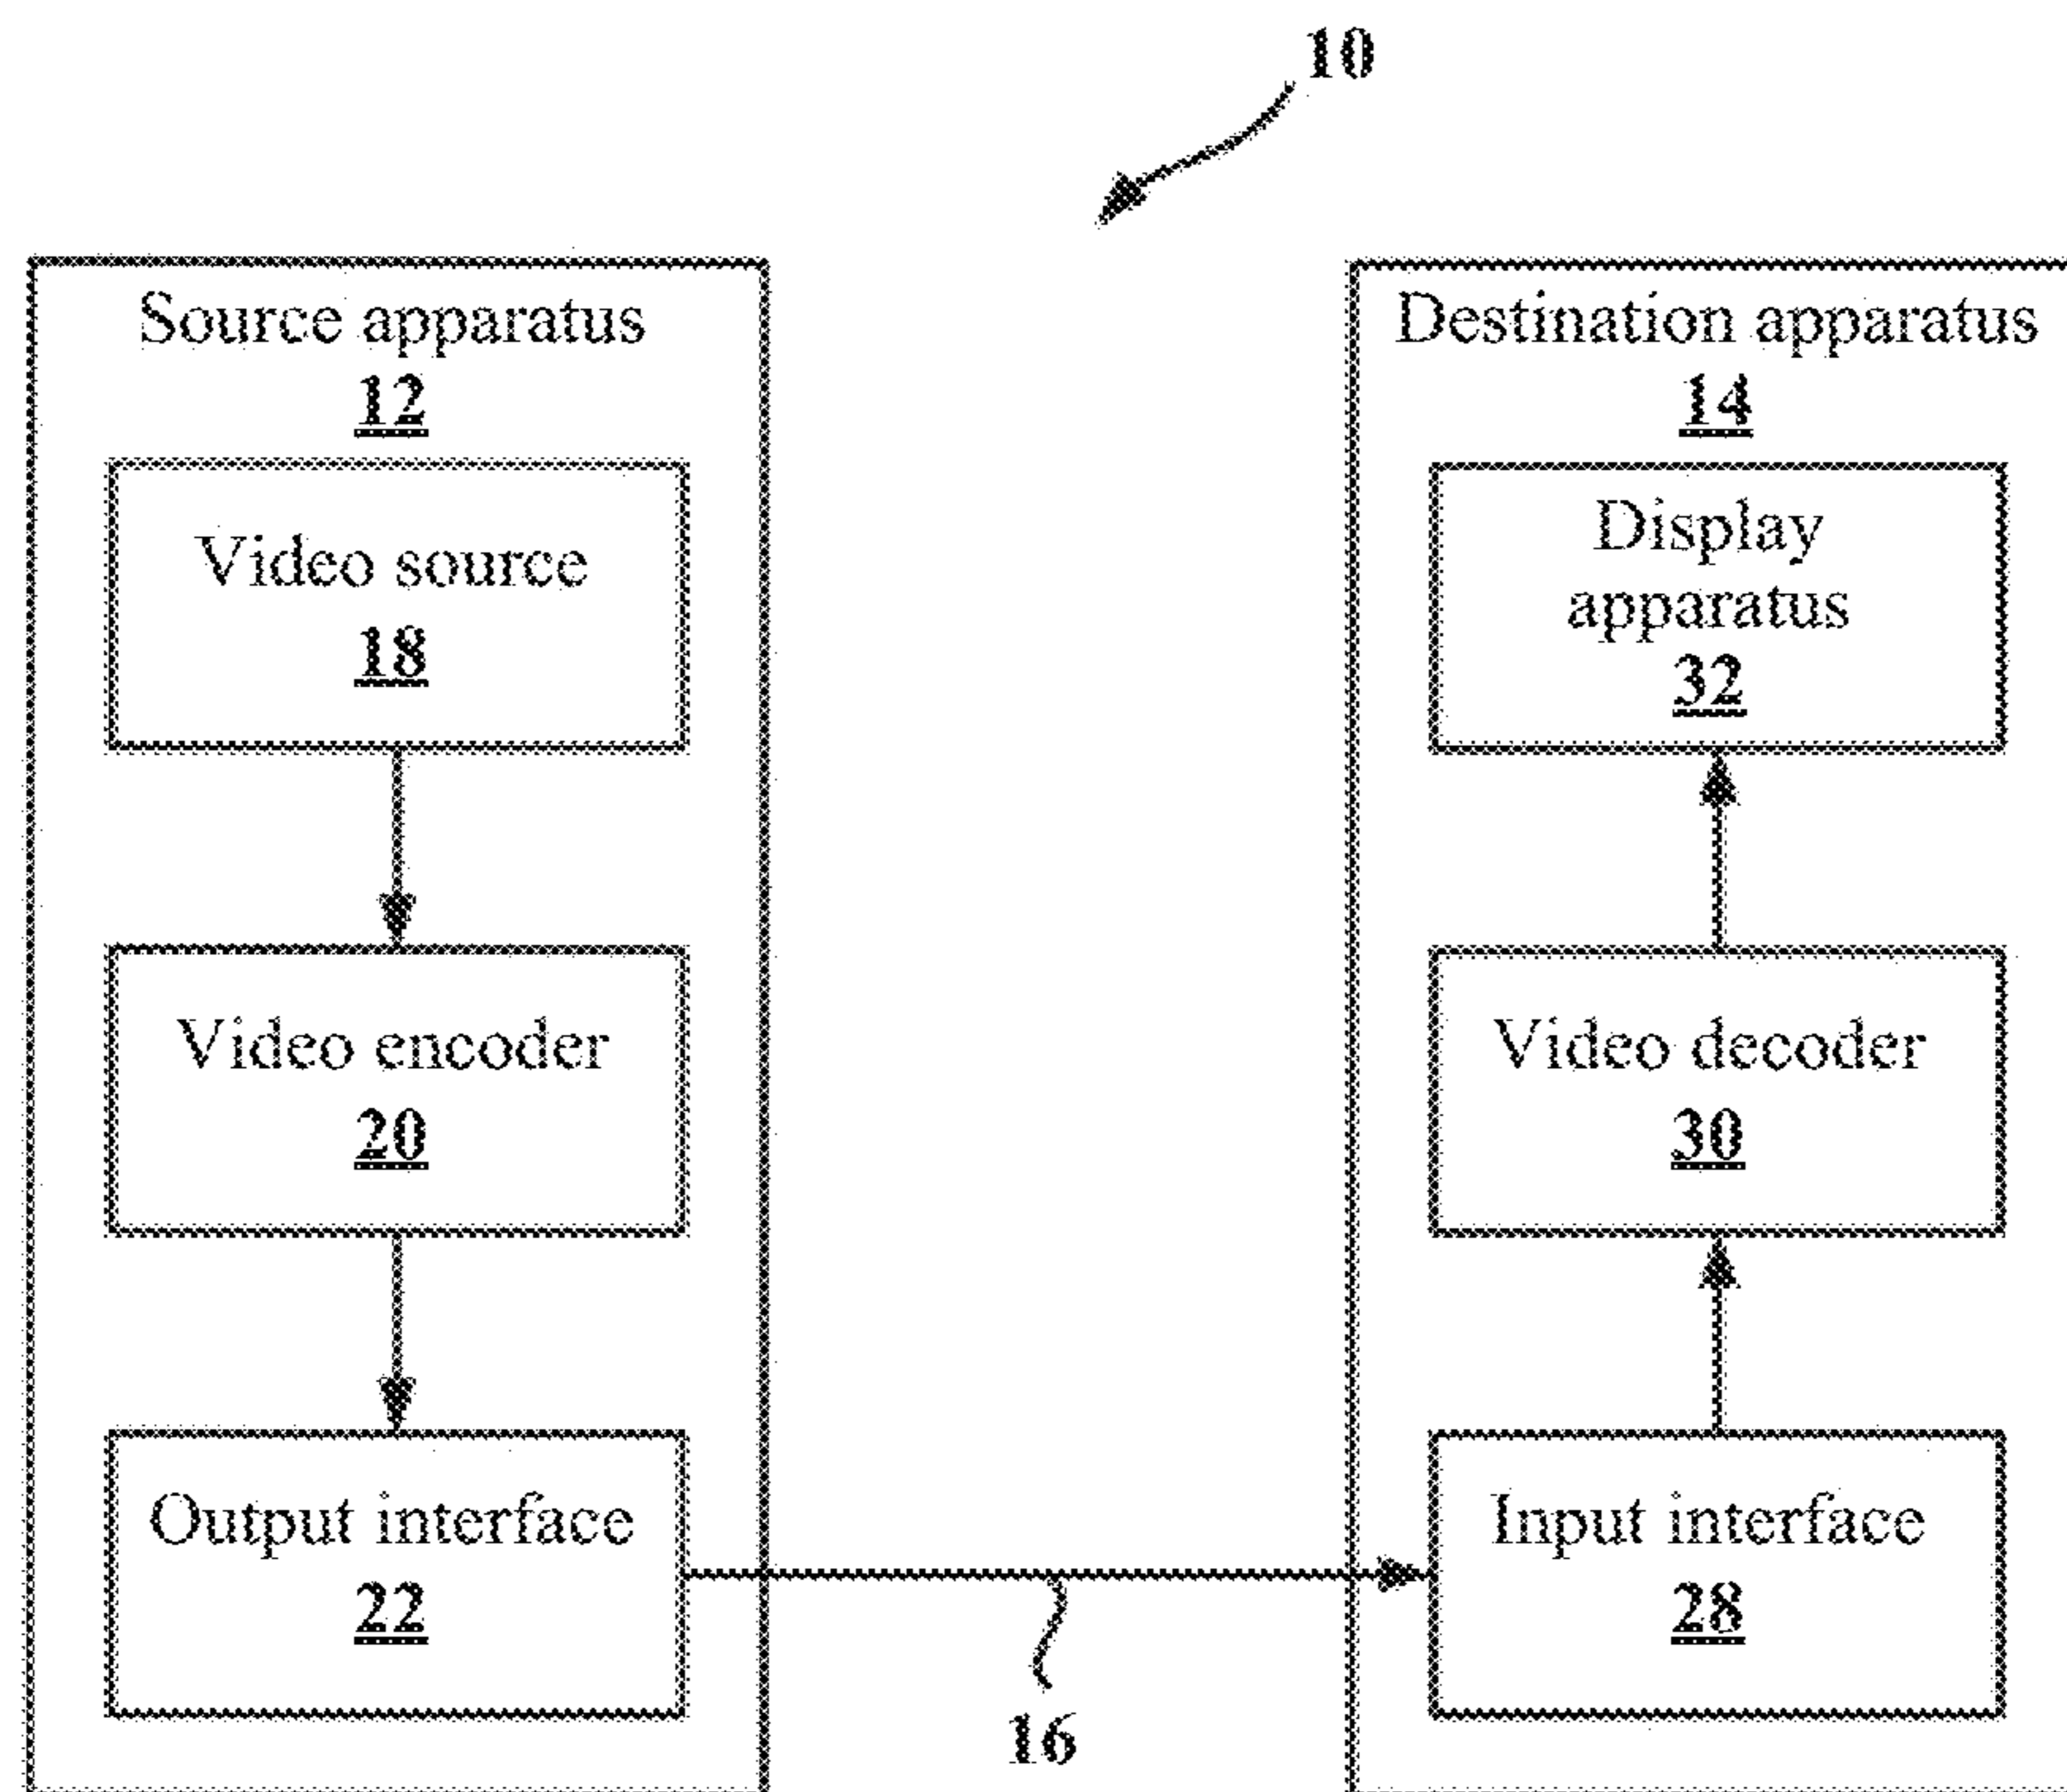 10
Source apparatus
12
Video source
18
Video encoder
20
Output interface
22
16
Destination apparatus
14
Display
apparatus
32
Video decoder
30
Input interface
28